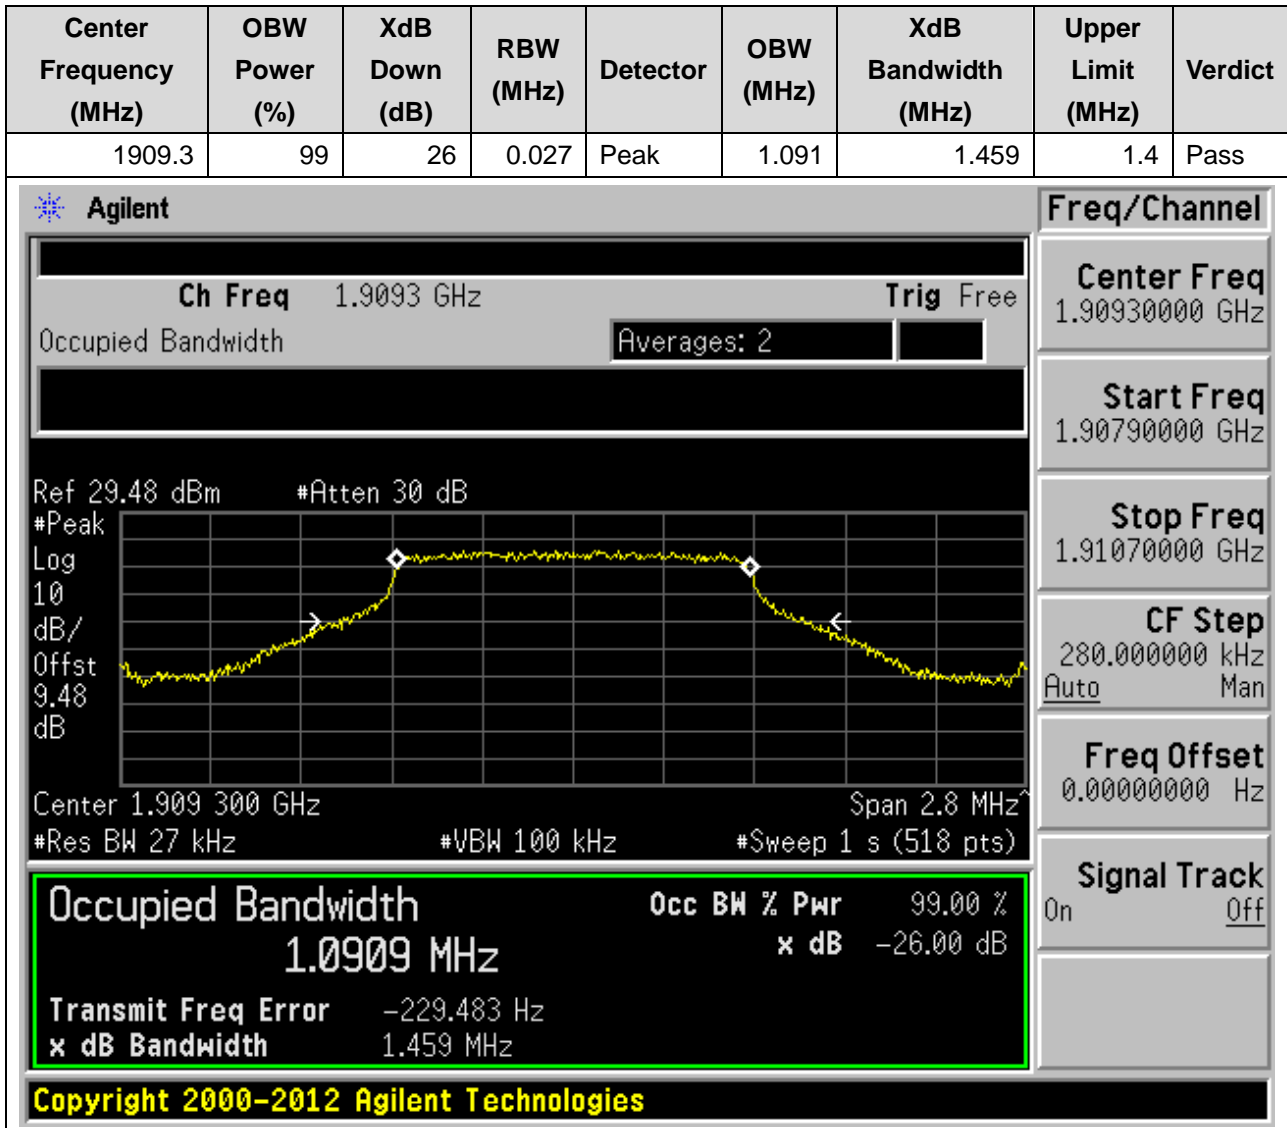 Center Frequency (MHz) OBW Power (%) XdB Down (dB) RBW (MHz) Detector OBW (MHz) XdB Bandwidth (MHz) Upper Limit (MHz) Verdict
1909.3 99 26 0.027 Peak 1.091 1.459 1.4 Pass
Agilent
Freq/Channel
Ch Freq 1.9093 GHz Trig Free
Occupied Bandwidth Averages: 2
Ref 29.48 dBm #Atten 30 dB
#Peak
Log
10
dB/
Offst
9.48
dB
Center 1.909 300 GHz Span 2.8 MHz^
#Res BW 27 kHz #VBW 100 kHz #Sweep 1 s (518 pts)
Occupied Bandwidth Occ BW % Pwr 99.00 %
1.0909 MHz x dB -26.00 dB
Transmit Freq Error -229.483 Hz
x dB Bandwidth 1.459 MHz
Center Freq
1.90930000 GHz
Start Freq
1.90790000 GHz
Stop Freq
1.91070000 GHz
CF Step
280.000000 kHz
Auto Man
Freq Offset
0.00000000 Hz
Signal Track
On Off
Copyright 2000-2012 Agilent Technologies